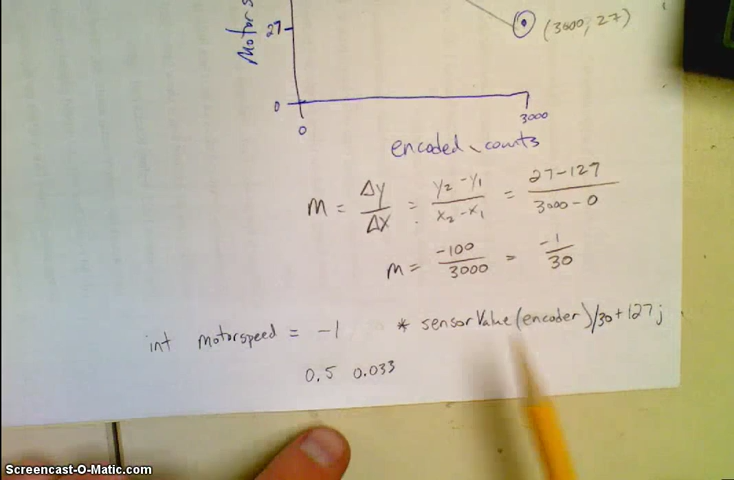 Motor s
27
(3000, 27)
0
0
3000
encoded counts
M = Δy/ΔX = y2-y1/x2-x1 = 27-127/3000-0
M = -100/3000 = -1/30
int motorspeed = -1 * sensorValue(encoder)/30+127;
0.5 0.033
Screencast-O-Matic.com